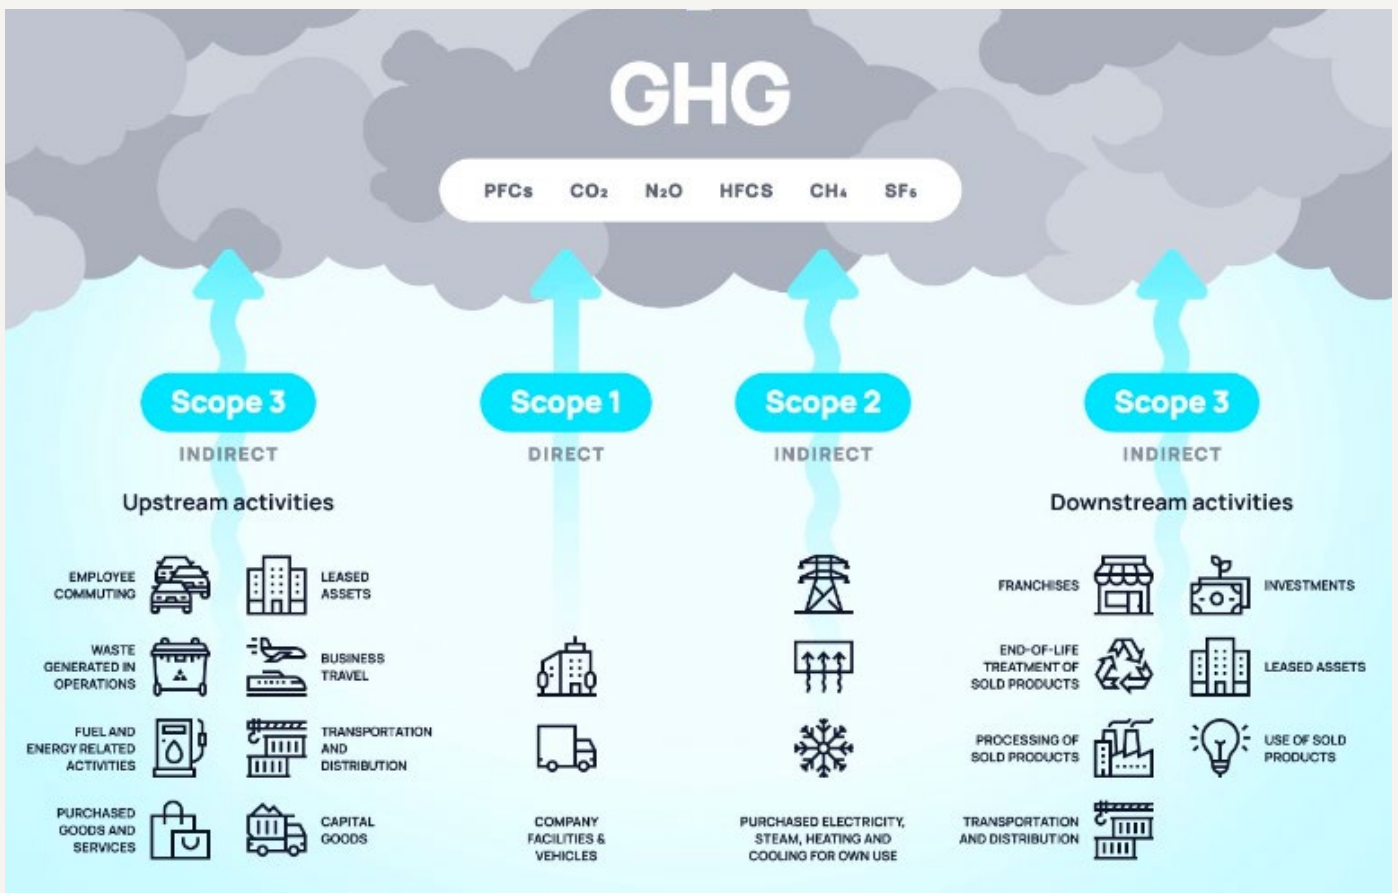 GHG
PFCs CO₂ N₂O HFCS CH₄ SF₆
Scope 3
INDIRECT
Upstream activities
EMPLOYEE
COMMUTING
LEASED
ASSETS
WASTE
GENERATED IN
OPERATIONS
BUSINESS
TRAVEL
FUEL AND
ENERGY RELATED
ACTIVITIES
TRANSPORTATION
AND
DISTRIBUTION
PURCHASED
GOODS AND
SERVICES
CAPITAL
GOODS
Scope 1
DIRECT
COMPANY
FACILITIES &
VEHICLES
Scope 2
INDIRECT
PURCHASED ELECTRICITY,
STEAM, HEATING AND
COOLING FOR OWN USE
Scope 3
INDIRECT
Downstream activities
FRANCHISES
INVESTMENTS
END-OF-LIFE
TREATMENT OF
SOLD PRODUCTS
LEASED ASSETS
PROCESSING OF
SOLD PRODUCTS
USE OF SOLD
PRODUCTS
TRANSPORTATION
AND DISTRIBUTION